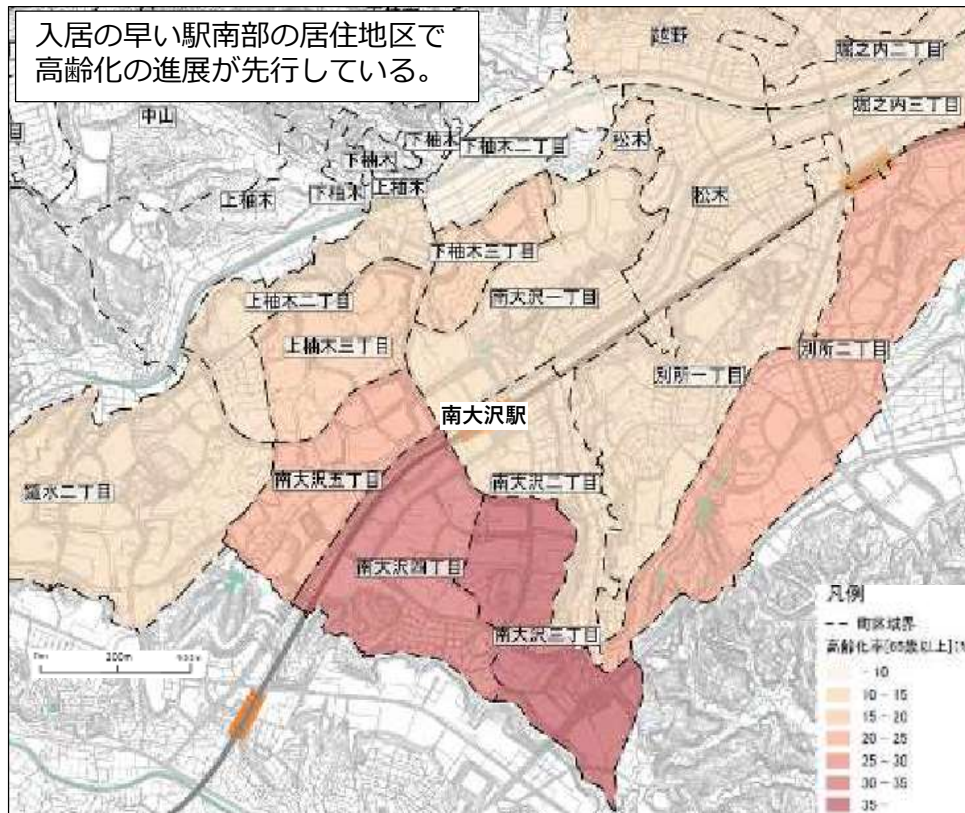 入居の早い駅南部の居住地区で
高齢化の進展が先行している。
越野
堀之内二丁目
堀之内三丁目
中山
下柚木
下柚木二丁目
松木
下柚木
上柚木
下柚木
上柚木
松木
下柚木三丁目
上柚木二丁目
南大沢一丁目
上柚木三丁目
別所二丁目
別所一丁目
南大沢駅
南大沢五丁目
南大沢二丁目
鑓水二丁目
南大沢四丁目
南大沢三丁目
凡例
町区域界
高齢化率[65歳以上](%
- 10
10 - 15
15 - 20
20 - 25
25 - 30
30 - 35
35 -